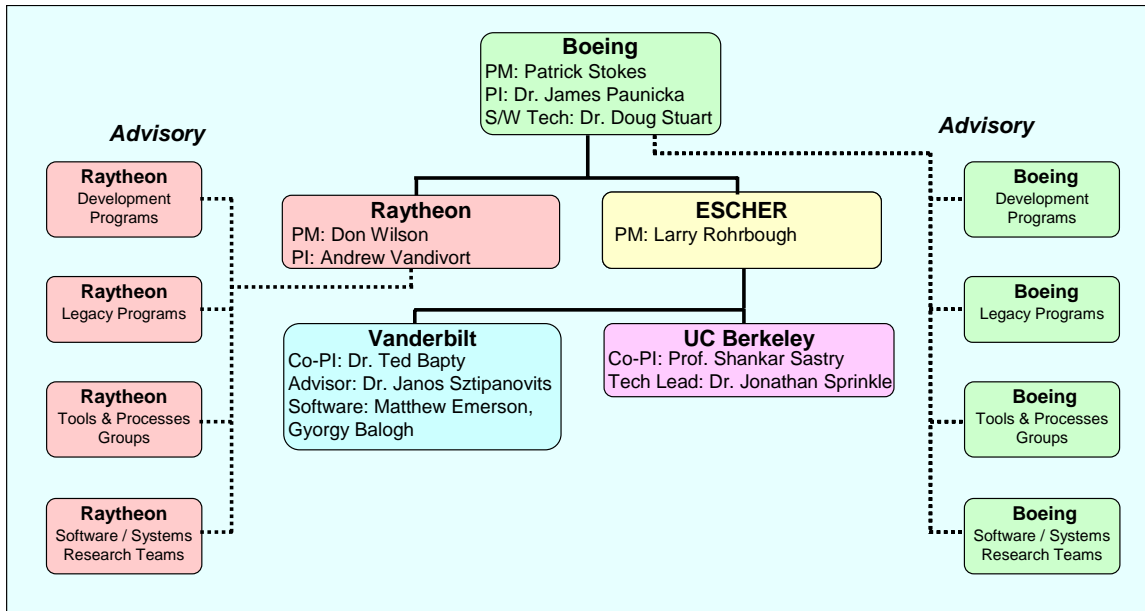 Boeing
PM: Patrick Stokes
PI: Dr. James Paunicka
S/W Tech: Dr. Doug Stuart
Advisory
Raytheon
Development
Programs
Raytheon
Legacy Programs
Raytheon
Tools & Processes
Groups
Raytheon
Software / Systems
Research Teams
Raytheon
PM: Don Wilson
PI: Andrew Vandivort
ESCHER
PM: Larry Rohrbough
Vanderbilt
Co-PI: Dr. Ted Bapty
Advisor: Dr. Janos Sztipanovits
Software: Matthew Emerson,
Gyorgy Balogh
UC Berkeley
Co-PI: Prof. Shankar Sastry
Tech Lead: Dr. Jonathan Sprinkle
Advisory
Boeing
Development
Programs
Boeing
Legacy Programs
Boeing
Tools & Processes
Groups
Boeing
Software / Systems
Research Teams